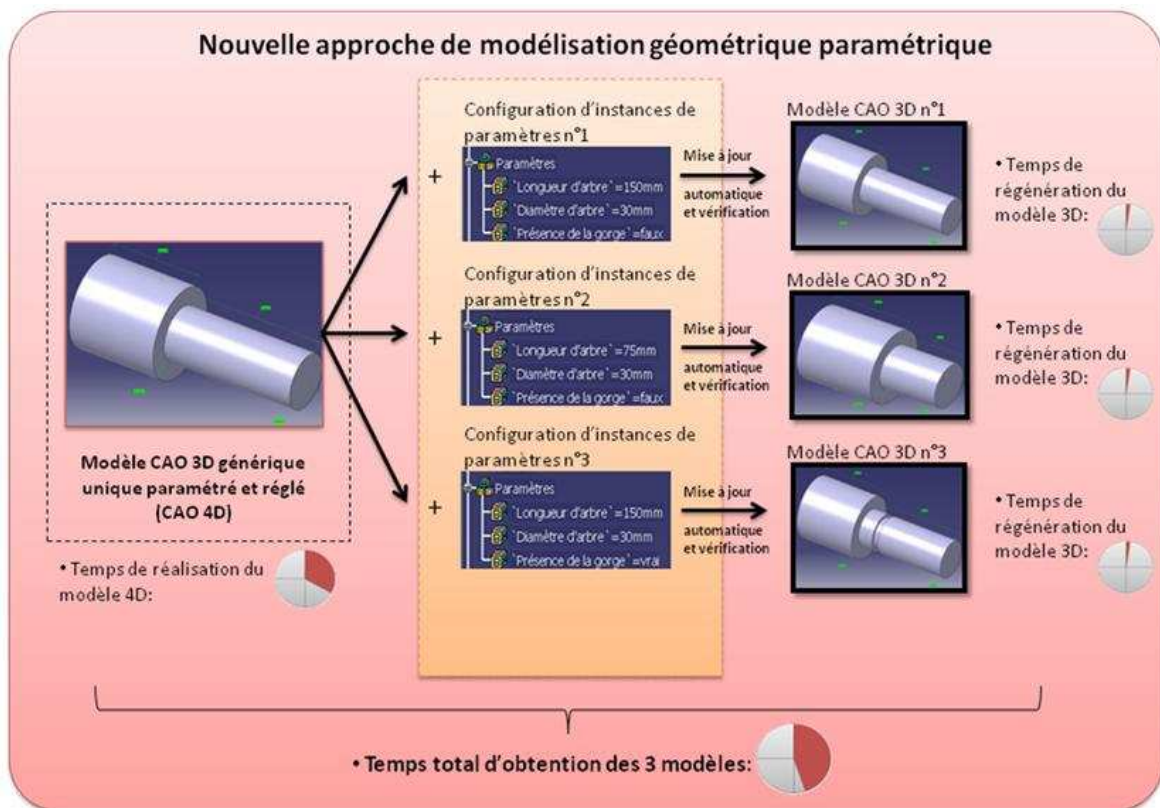 Nouvelle approche de modélisation géométrique paramétrique
Modèle CAO 3D générique
unique paramétré et réglé
(CAO 4D)
• Temps de réalisation du
modèle 4D:
Configuration d'instances de
paramètres n°1
+
Paramètres
`Longueur d'arbre`=150mm
`Diamètre d'arbre`=30mm
`Présence de la gorge`=faux
Mise à jour
automatique
et vérification
Modèle CAO 3D n°1
• Temps de
régénération du
modèle 3D:
Configuration d'instances de
paramètres n°2
+
Paramètres
`Longueur d'arbre`=75mm
`Diamètre d'arbre`=30mm
`Présence de la gorge`=faux
Mise à jour
automatique
et vérification
Modèle CAO 3D n°2
• Temps de
régénération du
modèle 3D:
Configuration d'instances de
paramètres n°3
+
Paramètres
`Longueur d'arbre`=150mm
`Diamètre d'arbre`=30mm
`Présence de la gorge`=vrai
Mise à jour
automatique
et vérification
Modèle CAO 3D n°3
• Temps de
régénération du
modèle 3D:
• Temps total d'obtention des 3 modèles: